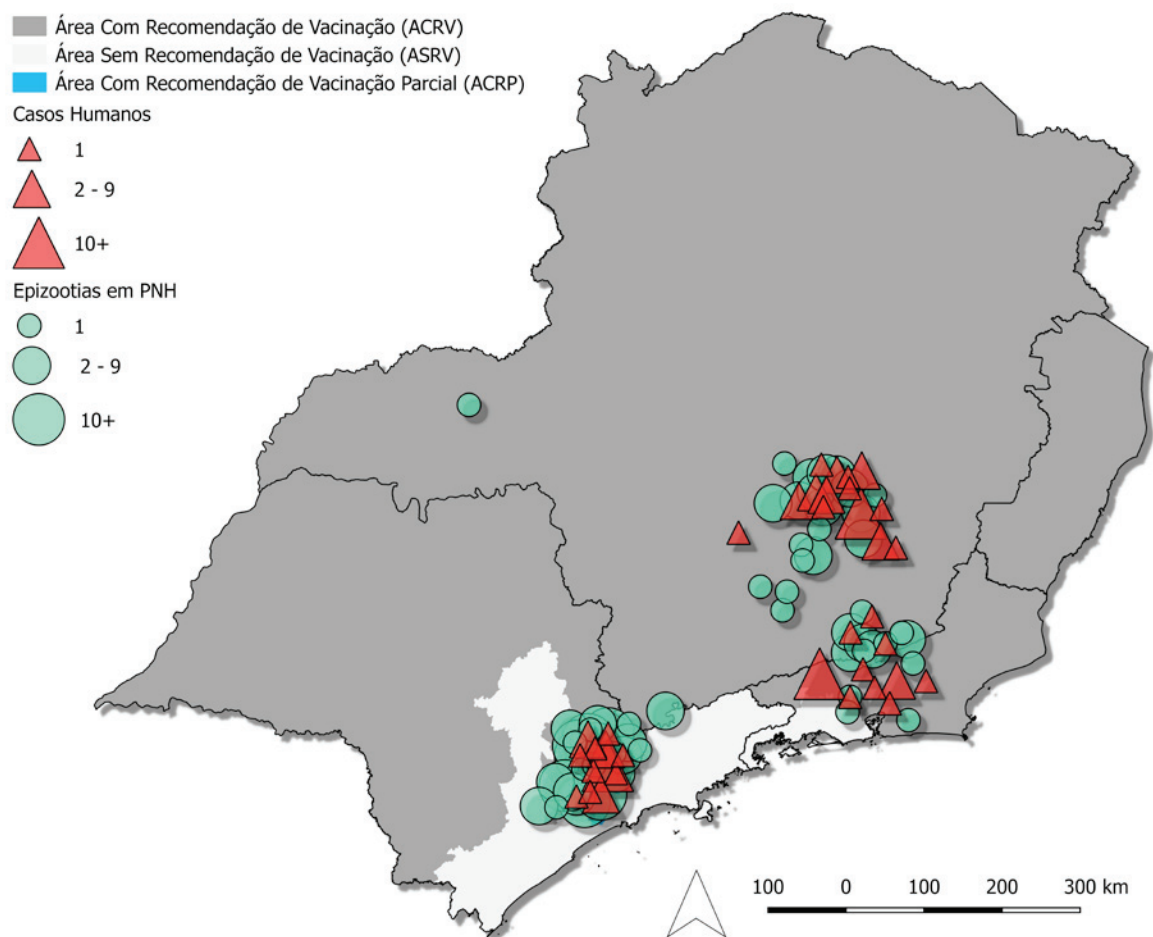 Área Com Recomendação de Vacinação (ACRV)
Área Sem Recomendação de Vacinação (ASRV)
Área Com Recomendação de Vacinação Parcial (ACRP)
Casos Humanos
1
2 - 9
10+
Epizootias em PNH
1
2 - 9
10+
100 0 100 200 300 km